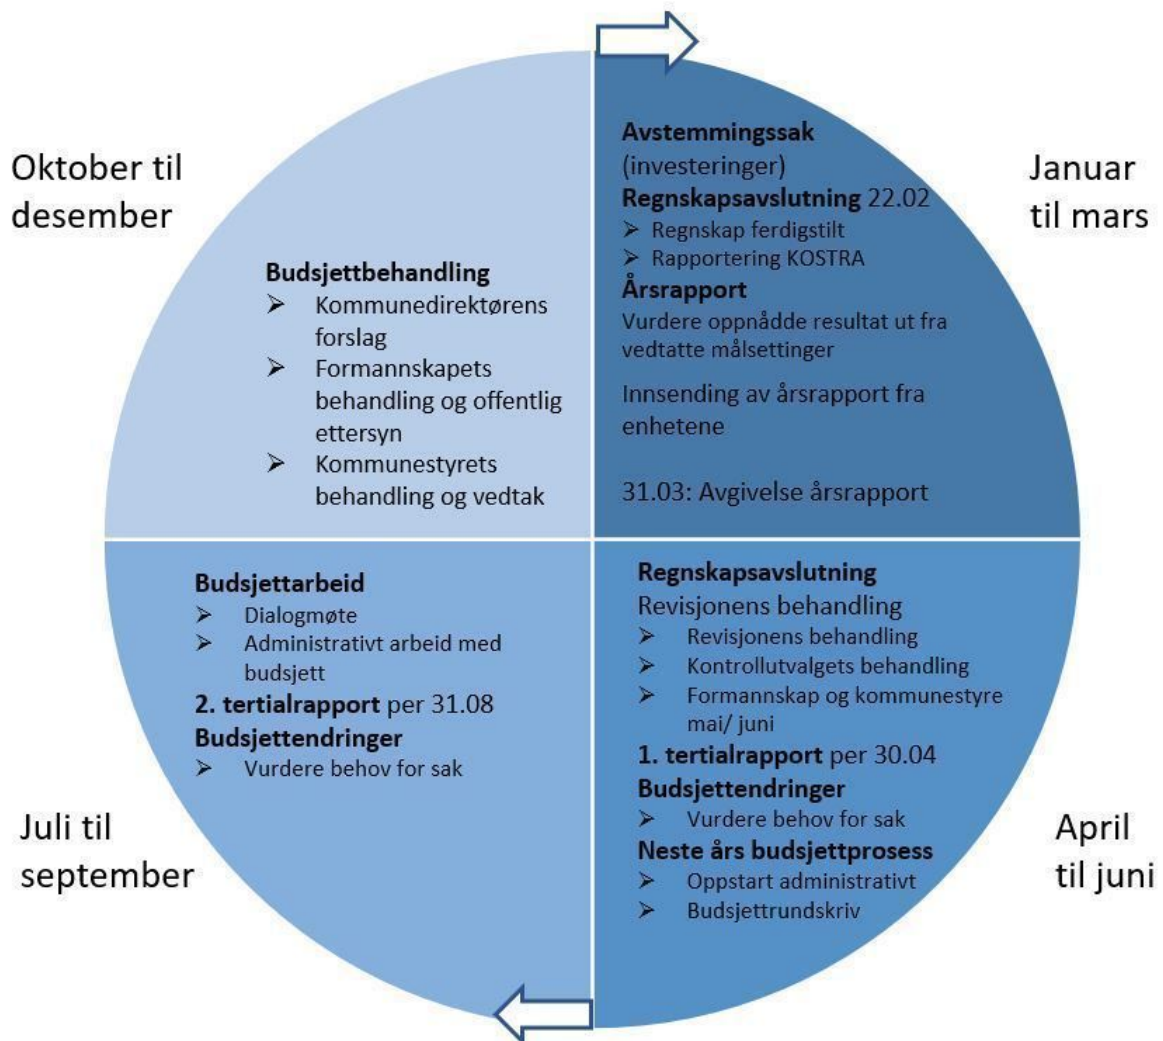 Januar
til mars
Avstemmingssak
(investeringer)
Regnskapsavslutning 22.02
➢ Regnskap ferdigstilt
➢ Rapportering KOSTRA
Årsrapport
Vurdere oppnådde resultat ut fra
vedtatte målsettinger
Innsending av årsrapport fra
enhetene
31.03: Avgivelse årsrapport
April
til juni
Regnskapsavslutning
Revisjonens behandling
➢ Revisjonens behandling
➢ Kontrollutvalgets behandling
➢ Formannskap og kommunestyre
mai/ juni
1. tertialrapport per 30.04
Budsjettendringer
➢ Vurdere behov for sak
Neste års budsjettprosess
➢ Oppstart administrativt
➢ Budsjettrundskriv
Juli til
september
Budsjettarbeid
➢ Dialogmøte
➢ Administrativt arbeid med
budsjett
2. tertialrapport per 31.08
Budsjettendringer
➢ Vurdere behov for sak
Oktober til
desember
Budsjettbehandling
➢ Kommunedirektørens
forslag
➢ Formannskapets
behandling og offentlig
ettersyn
➢ Kommunestyrets
behandling og vedtak